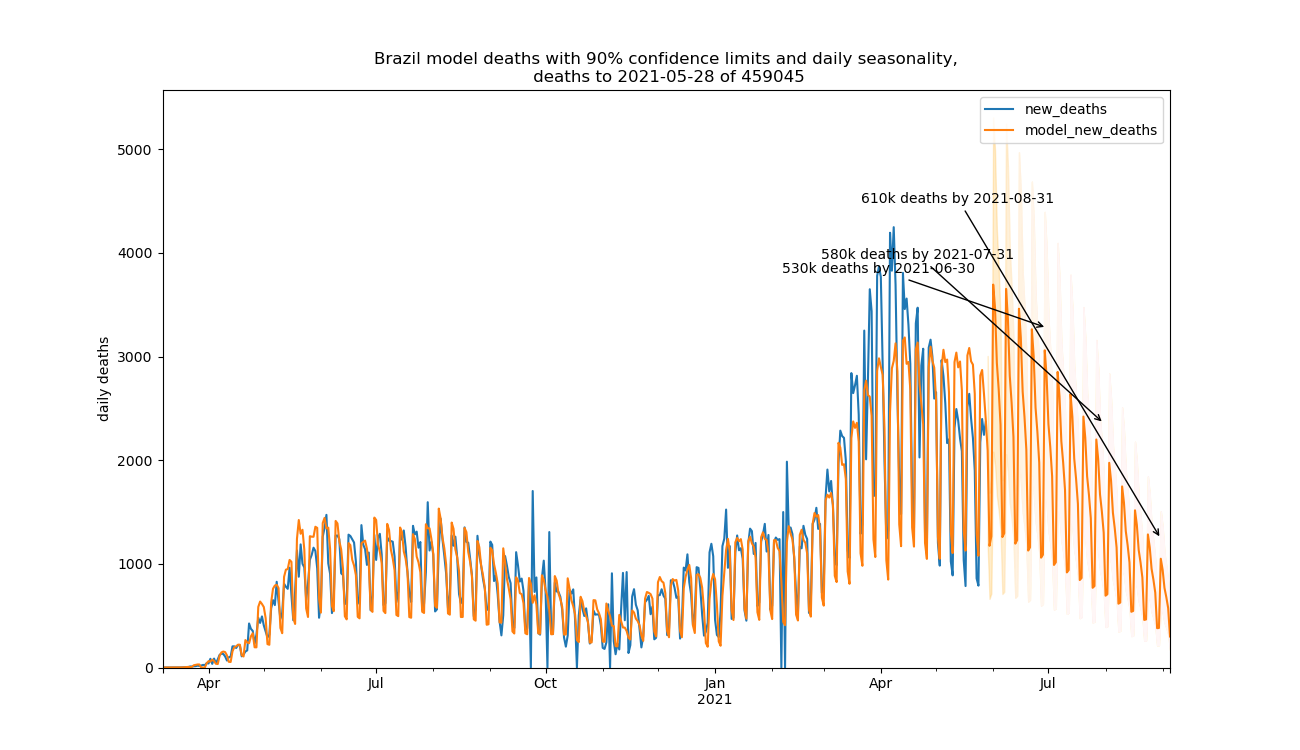 Brazil model deaths with 90% confidence limits and daily seasonality,
deaths to 2021-05-28 of 459045
new_deaths
model_new_deaths
610k deaths by 2021-08-31
580k deaths by 2021-07-31
530k deaths by 2021-06-30
daily deaths
5000
4000
3000
2000
1000
0
Apr
Jul
Oct
Jan
2021
Apr
Jul